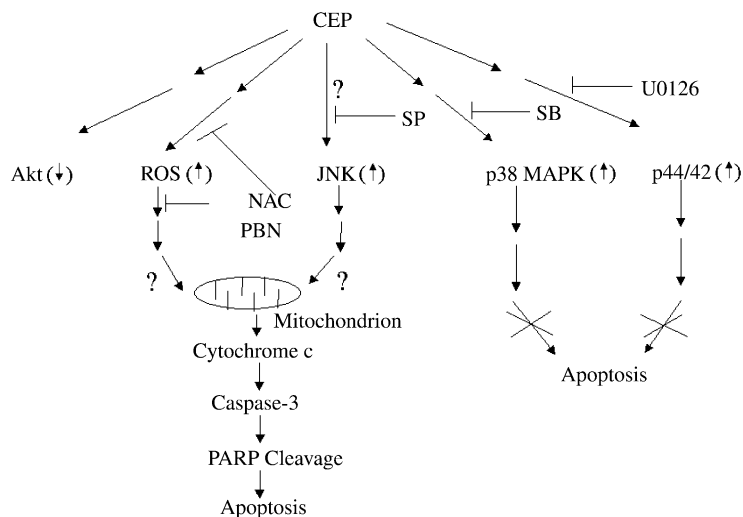 CEP
?
U0126
SP
SB
Akt (↓)
ROS (↑)
JNK (↑)
p38 MAPK (↑)
p44/42 (↑)
NAC
PBN
?
?
Mitochondrion
Cytochrome c
Apoptosis
Caspase-3
PARP Cleavage
Apoptosis